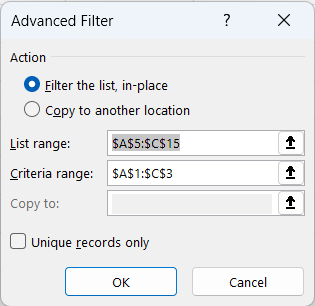 Advanced Filter
Action
Filter the list, in-place
Copy to another location
List range: $A$5:$C$15
Criteria range: $A$1:$C$3
Copy to:
Unique records only
OK Cancel